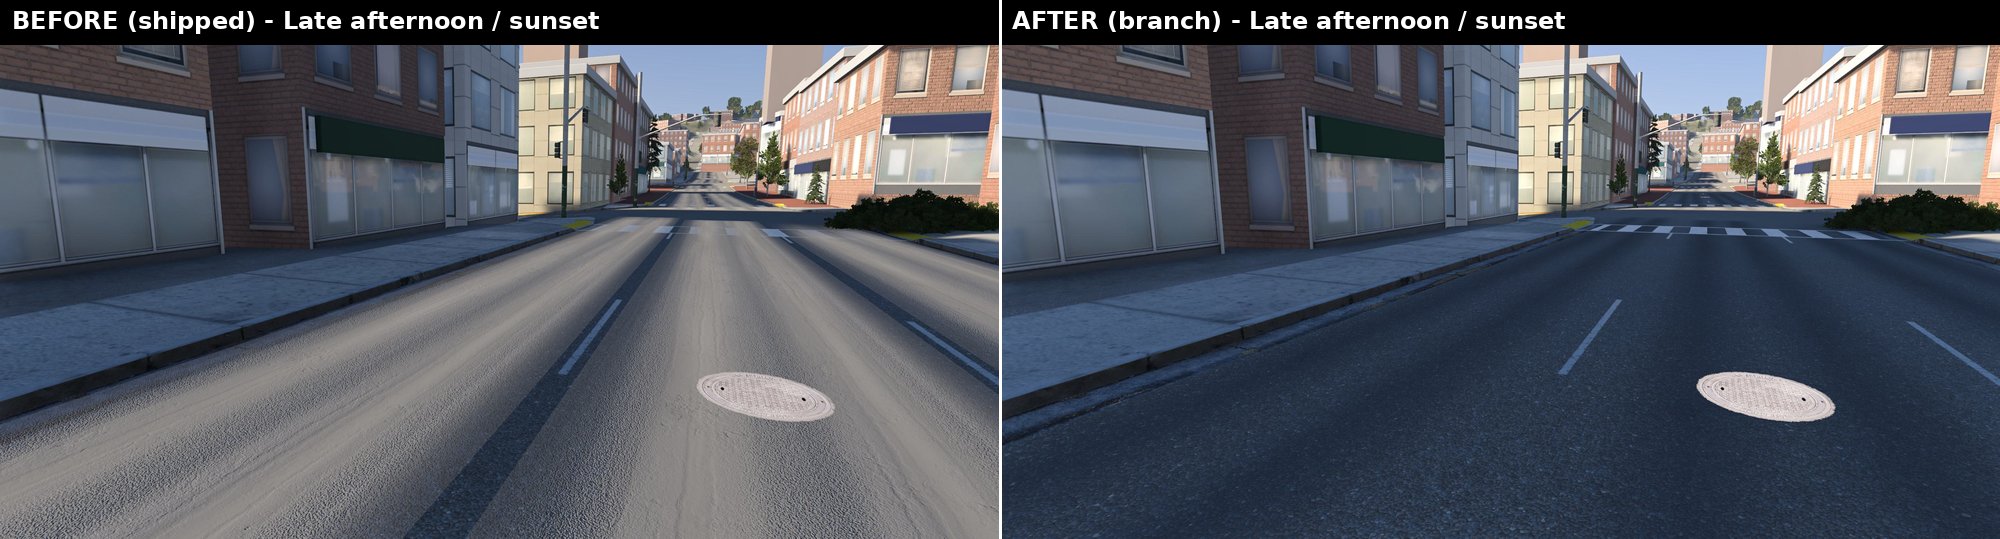 BEFORE (shipped) - Late afternoon / sunset
AFTER (branch) - Late afternoon / sunset